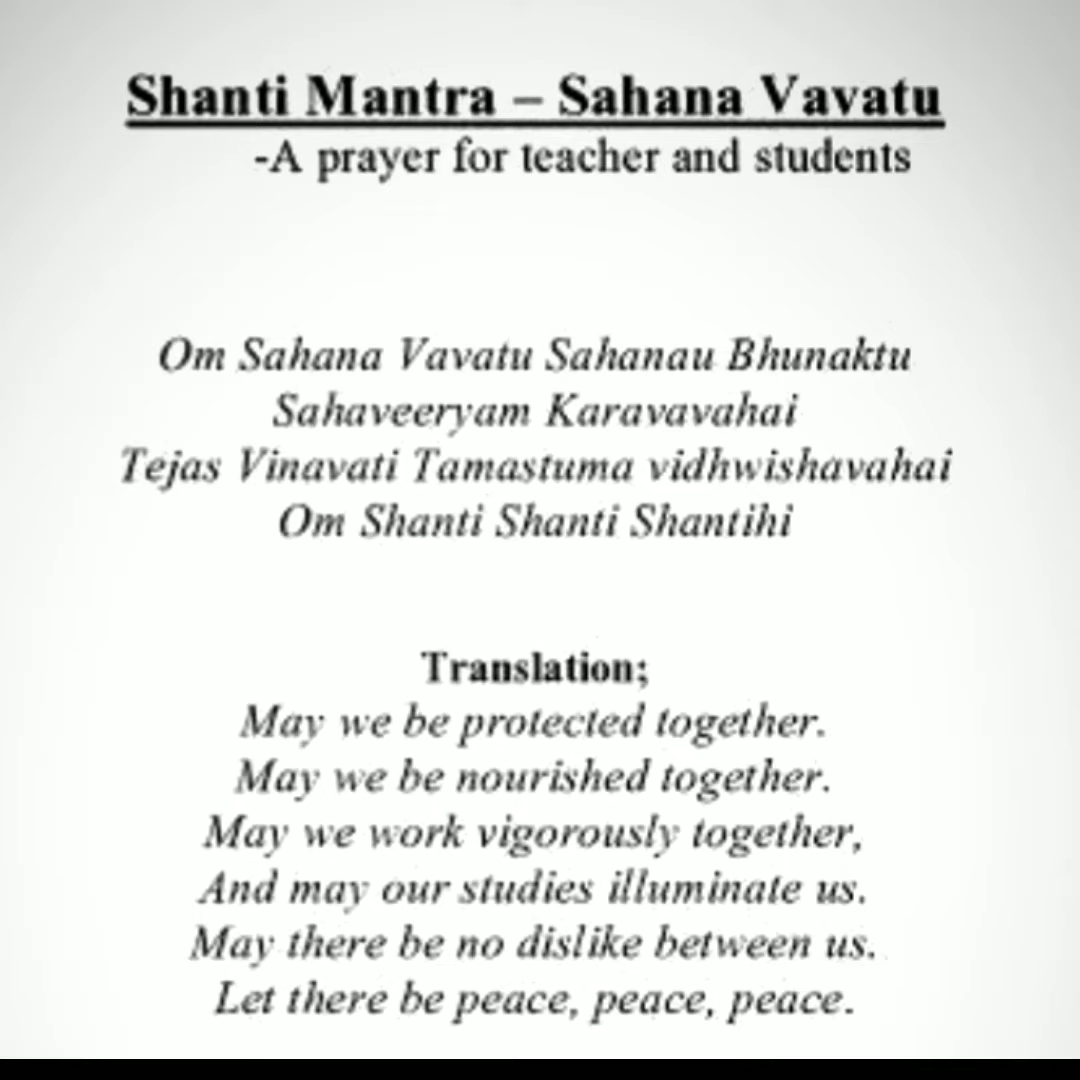 Shanti Mantra – Sahana Vavatu
-A prayer for teacher and students
Om Sahana Vavatu Sahanau Bhunaktu
Sahaveeryam Karavavahai
Tejas Vinavati Tamastuma vidhwishavahai
Om Shanti Shanti Shantihi
Translation;
May we be protected together.
May we be nourished together.
May we work vigorously together,
And may our studies illuminate us.
May there be no dislike between us.
Let there be peace, peace, peace.